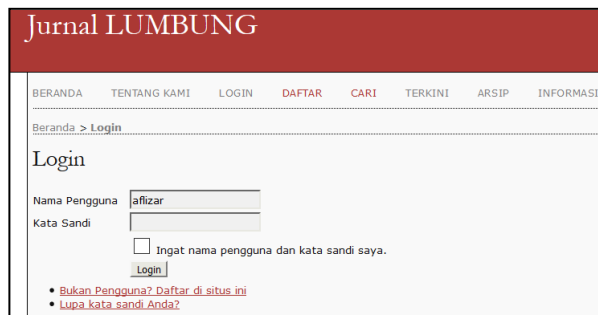 Jurnal LUMBUNG
BERANDA TENTANG KAMI LOGIN DAFTAR CARI TERKINI ARSIP INFORMASI
Beranda > Login
Login
Nama Pengguna aflizar
Kata Sandi
Ingat nama pengguna dan kata sandi saya.
Login
• Bukan Pengguna? Daftar di situs ini
• Lupa kata sandi Anda?